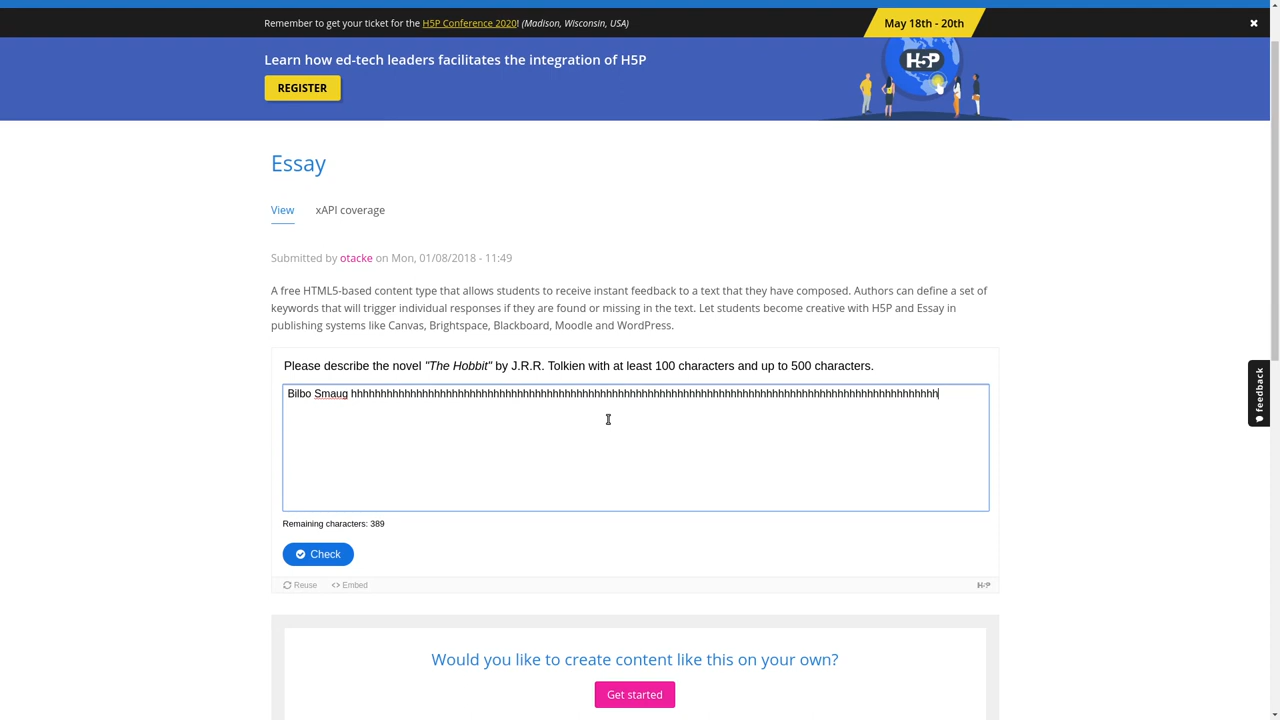 Remember to get your ticket for the H5P Conference 2020! (Madison, Wisconsin, USA)
May 18th - 20th
Learn how ed-tech leaders facilitates the integration of H5P
H5P
REGISTER
Essay
View
xAPI coverage
Submitted by otacke on Mon, 01/08/2018 - 11:49
A free HTML5-based content type that allows students to receive instant feedback to a text that they have composed. Authors can define a set of
keywords that will trigger individual responses if they are found or missing in the text. Let students become creative with H5P and Essay in
publishing systems like Canvas, Brightspace, Blackboard, Moodle and WordPress.
feedback
Please describe the novel "The Hobbit" by J.R.R. Tolkien with at least 100 characters and up to 500 characters.
Bilbo Smaug hhhhhhhhhhhhhhhhhhhhhhhhhhhhhhhhhhhhhhhhhhhhhhhhhhhhhhhhhhhhhhhhhhhhhhhhhhhhhhhhhhhhhhhhhhhhhhhhhhh
Remaining characters: 389
Check
Reuse
Embed
H5P
Would you like to create content like this on your own?
Get started